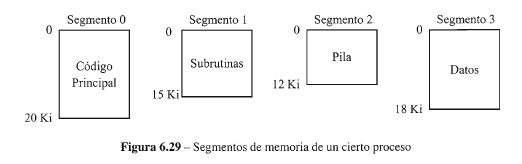 Segmento 0
0
Código
Principal
20 Ki
Segmento 1
0
Subrutinas
15 Ki
Segmento 2
0
Pila
12 Ki
Segmento 3
0
Datos
18 Ki
Figura 6.29 – Segmentos de memoria de un cierto proceso